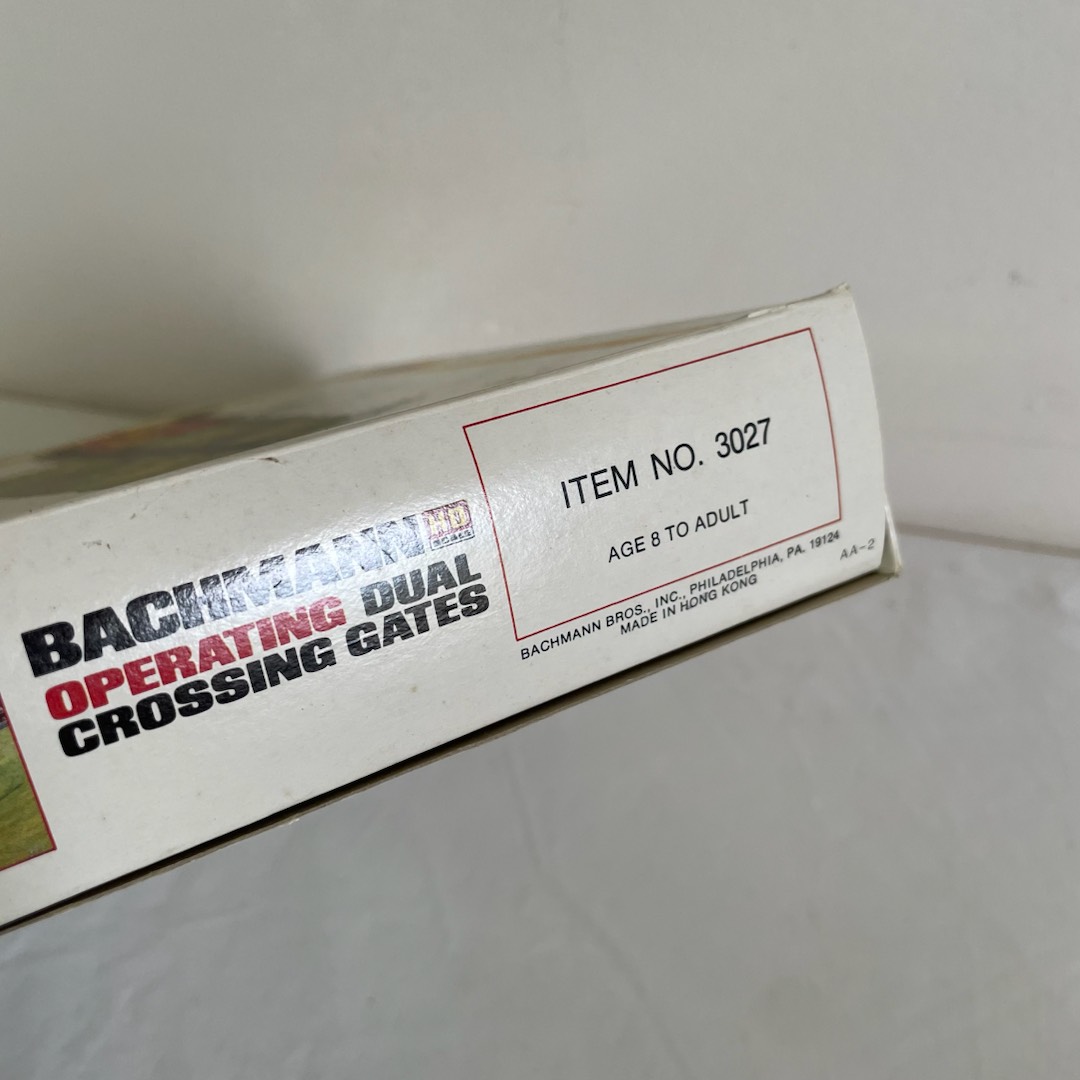 BACHMANN HO SCALE
OPERATING DUAL
CROSSING GATES
ITEM NO. 3027
AGE 8 TO ADULT
BACHMANN BROS., INC., PHILADELPHIA, PA. 19124
MADE IN HONG KONG
AA-2